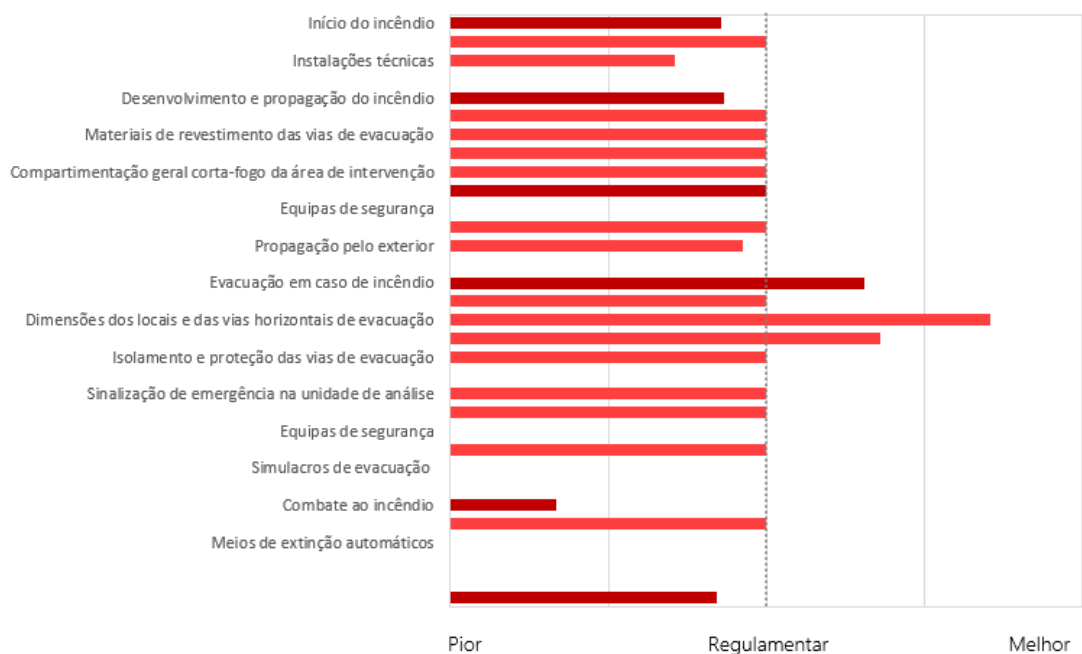 Início do incêndio
Instalações técnicas
Desenvolvimento e propagação do incêndio
Materiais de revestimento das vias de evacuação
Compartimentação geral corta-fogo da área de intervenção
Equipas de segurança
Propagação pelo exterior
Evacuação em caso de incêndio
Dimensões dos locais e das vias horizontais de evacuação
Isolamento e proteção das vias de evacuação
Sinalização de emergência na unidade de análise
Equipas de segurança
Simulacros de evacuação
Combate ao incêndio
Meios de extinção automáticos
Pior Regulamentar Melhor